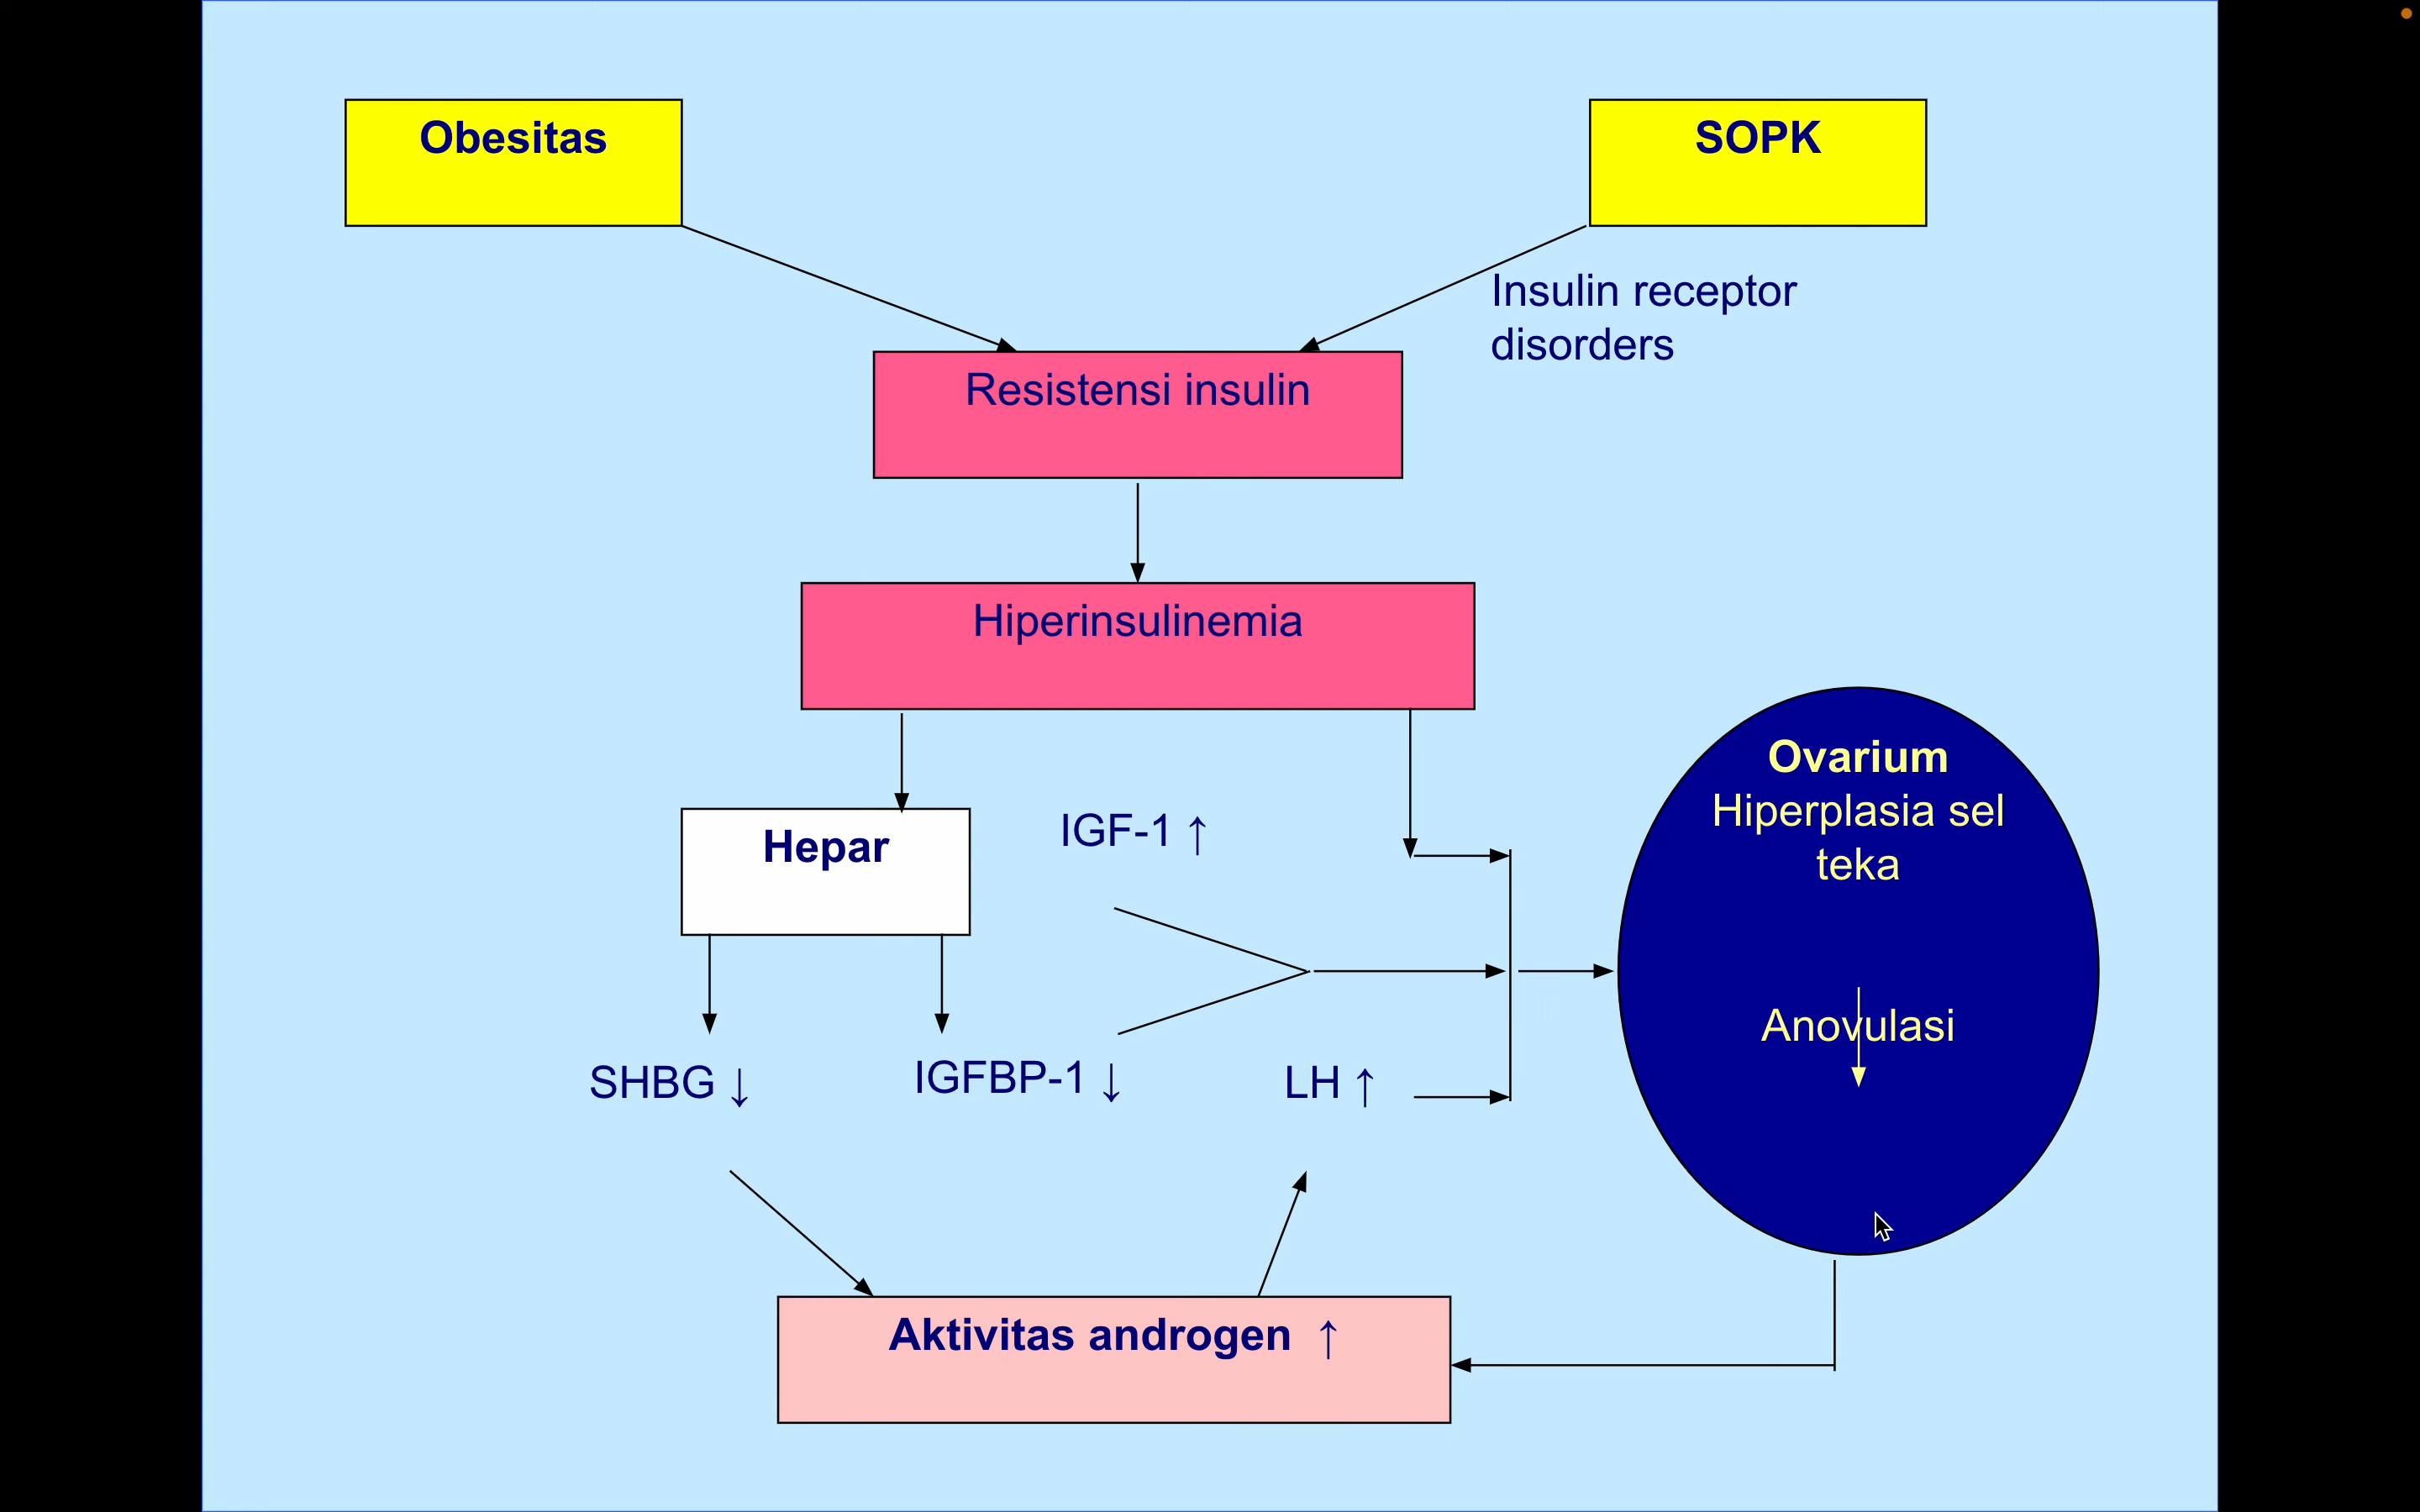 Obesitas
SOPK
Insulin receptor
disorders
Resistensi insulin
Hiperinsulinemia
Hepar
IGF-1 ↑
Ovarium
Hiperplasia sel
teka
Anovulasi
SHBG ↓
IGFBP-1 ↓
LH ↑
Aktivitas androgen ↑